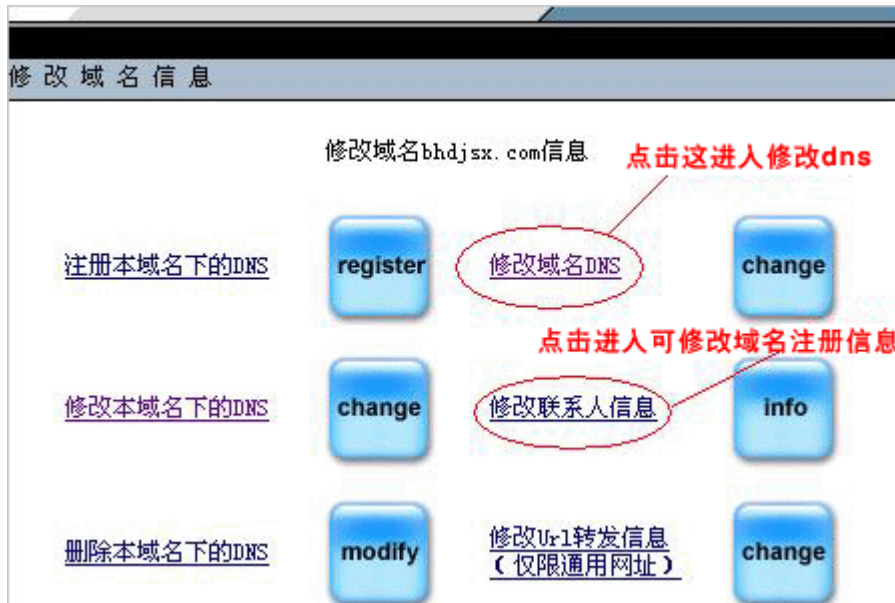 修改域名信息
修改域名bhdjsx.com信息
点击这进入修改dns
注册本域名下的DNS
register
修改域名DNS
change
点击进入可修改域名注册信息
修改本域名下的DNS
change
修改联系人信息
info
删除本域名下的DNS
modify
修改Url转发信息
(仅限通用网址)
change